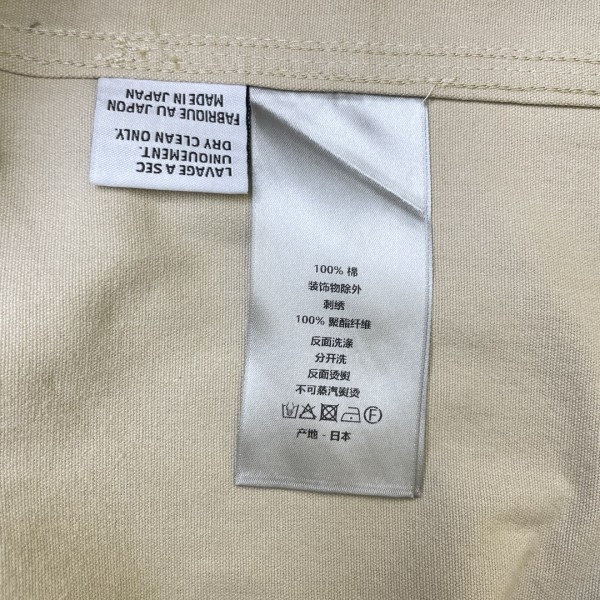 LAVAGE A SEC
UNIQUEMENT.
DRY CLEAN ONLY.
FABRIQUE AU JAPON
MADE IN JAPAN
100% 棉
装饰物除外
刺绣
100% 聚酯纤维
反面洗涤
分开洗
反面烫熨
不可蒸汽熨烫
产地 - 日本